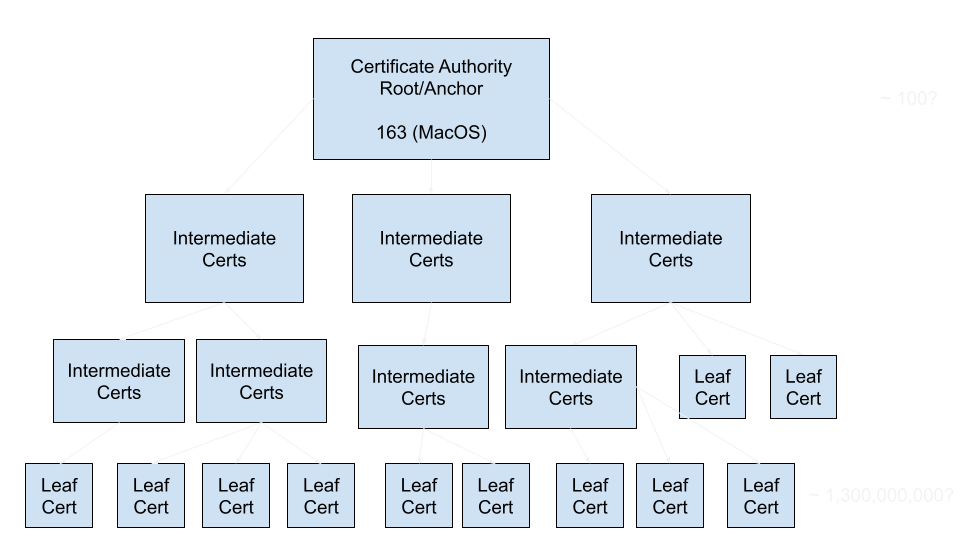 Certificate Authority
Root/Anchor
163 (MacOS)
~ 100?
Intermediate
Certs
Intermediate
Certs
Intermediate
Certs
Intermediate
Certs
Intermediate
Certs
Intermediate
Certs
Intermediate
Certs
Leaf
Cert
Leaf
Cert
Leaf
Cert
Leaf
Cert
Leaf
Cert
Leaf
Cert
Leaf
Cert
Leaf
Cert
Leaf
Cert
Leaf
Cert
Leaf
Cert
~ 1,300,000,000?